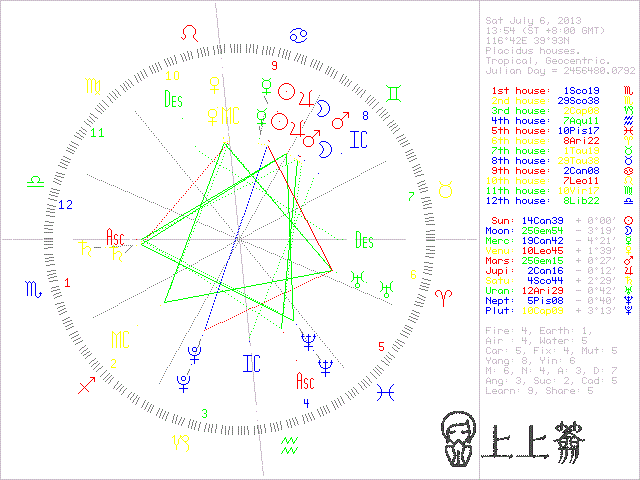 Sat July 6, 2013
13:54 (ST +8:00 GMT)
116°42E 39°93N
Placidus houses.
Tropical, Geocentric.
Julian Day = 2456480.0792
1st house: 1Sco19
2nd house: 29Sco38
3rd house: 2Cap08
4th house: 7Aqu11
5th house: 10Pis17
6th house: 8Ari22
7th house: 1Tau19
8th house: 29Tau38
9th house: 2Can08
10th house: 7Leo11
11th house: 10Vir17
12th house: 8Lib22
Sun: 14Can39 + 0°00'
Moon: 25Gem54 - 3°19'
Merc: 19Can42 - 4°21'
Venu: 10Leo45 + 1°39'
Mars: 25Gem15 + 0°27'
Jupi: 2Can16 - 0°12'
Satu: 4Sco44 + 2°29'
Uran: 12Ari29 - 0°42'
Nept: 5Pis08 - 0°40'
Plut: 10Cap03 + 3°13'
Fire: 4, Earth: 1,
Air : 4, Water: 5
Car: 5, Fix: 4, Mut: 5
Yang: 8, Yin: 6
M: 6, N: 4, A: 3, D: 7
Ang: 3, Suc: 2, Cad: 5
Learn: 9, Share: 5
9
10
Des
MC
MC
8
IC
11
12
7
Asc
Des
1
6
MC
2
IC
Asc
5
3
4
上上籤